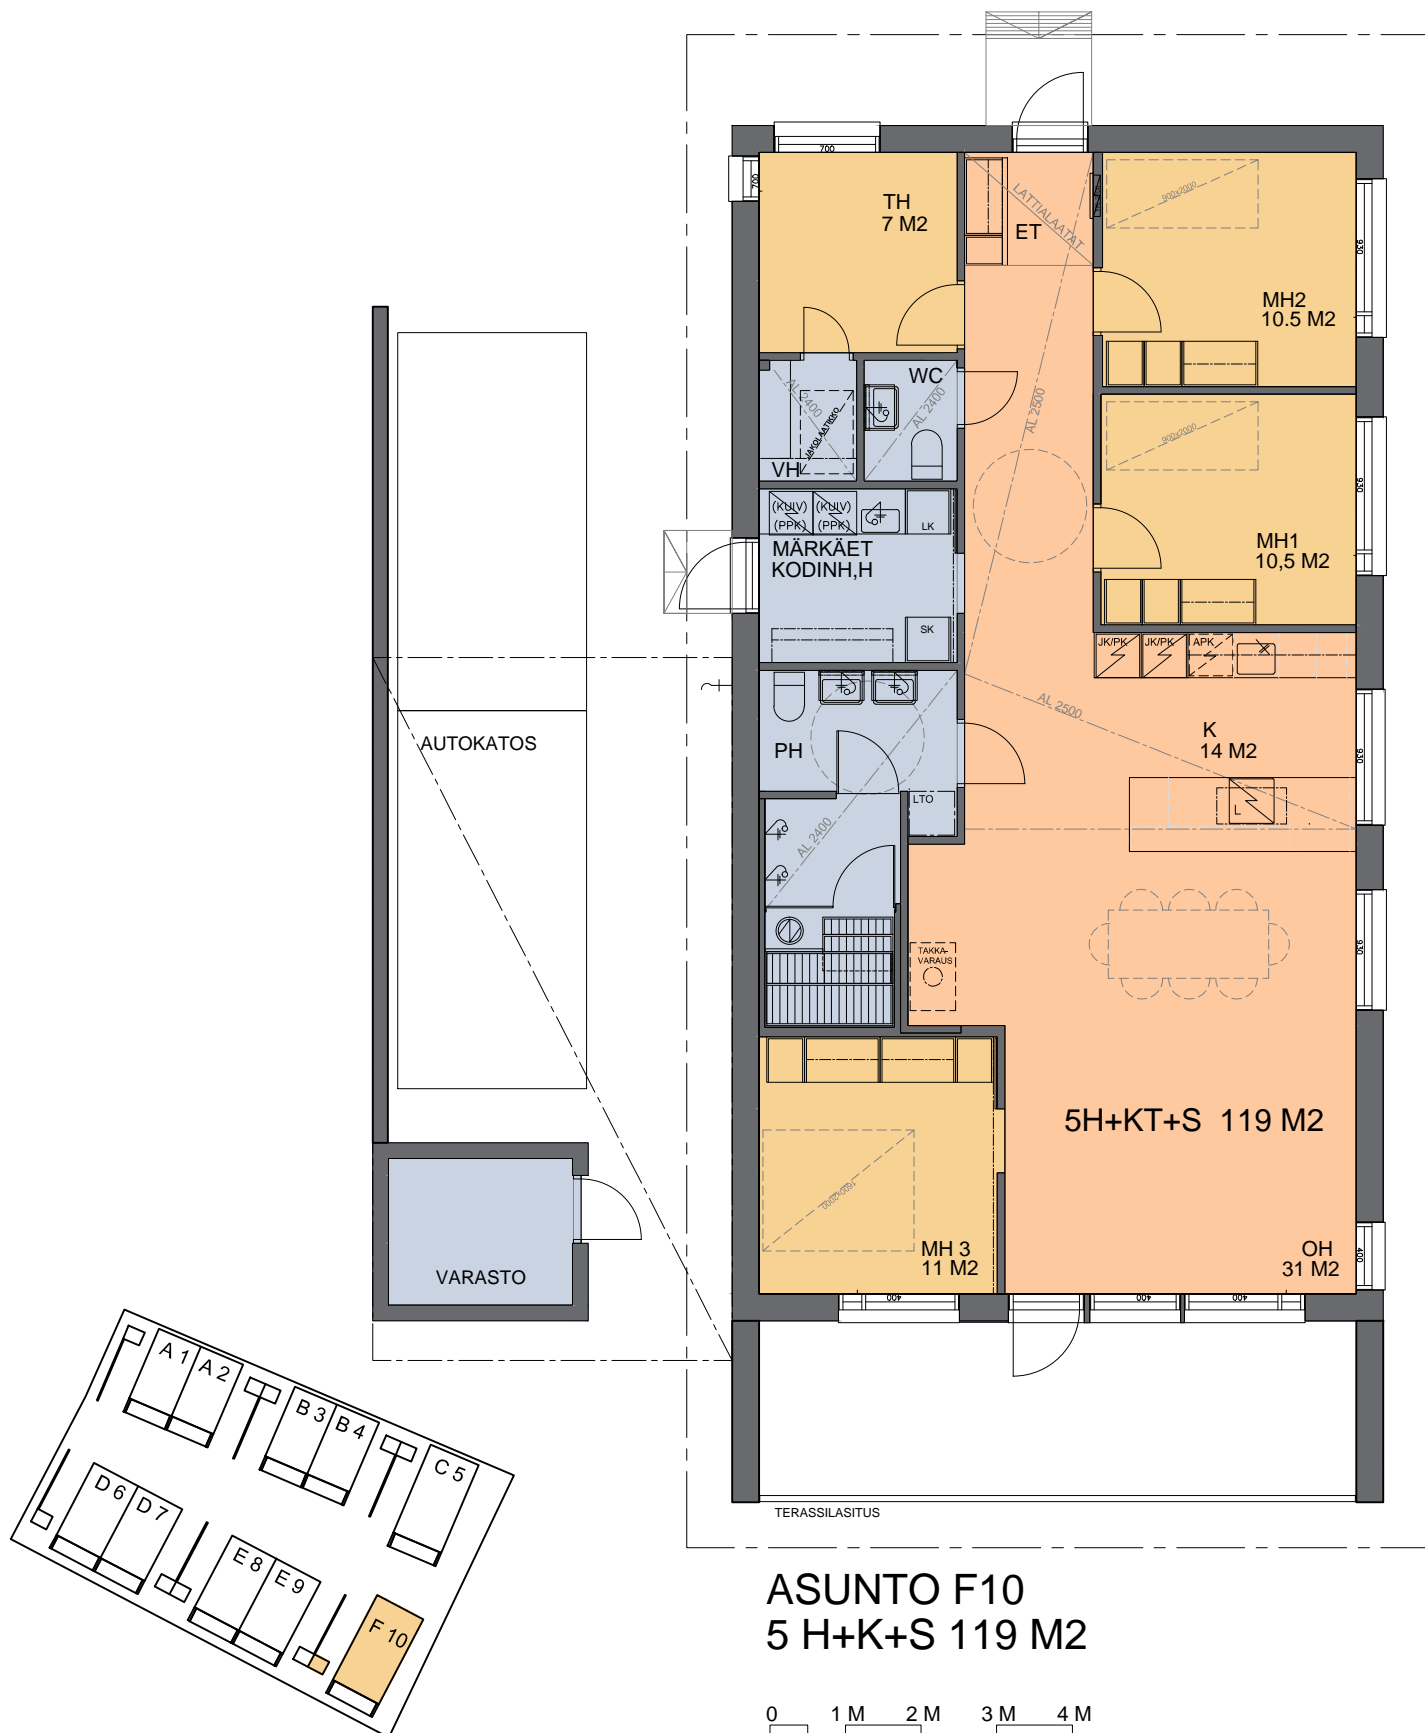 700
700
TH
7 M2
ET
LATTIALAATAT
900x2000
930
MH2
10.5 M2
WC
AL 2400
AL 2400
JAKOLAATIKKO
VH
AL 2500
900x2000
930
(KUIV) (KUIV)
(PPK) (PPK)
LK
MÄRKÄET
KODINH,H
MH1
10,5 M2
SK
JK/PK JK/PK APK
AL 2500
K
14 M2
930
AUTOKATOS
PH
LTO
L
AL 2400
TAKKA-
VARAUS
930
5H+KT+S 119 M2
1600x2000
MH 3
11 M2
OH
31 M2
400
VARASTO
400
400
400
TERASSILASITUS
A 1
A 2
B 3
B 4
C 5
D 6
D 7
E 8
E 9
F 10
ASUNTO F10
5 H+K+S 119 M2
0 1 M 2 M 3 M 4 M